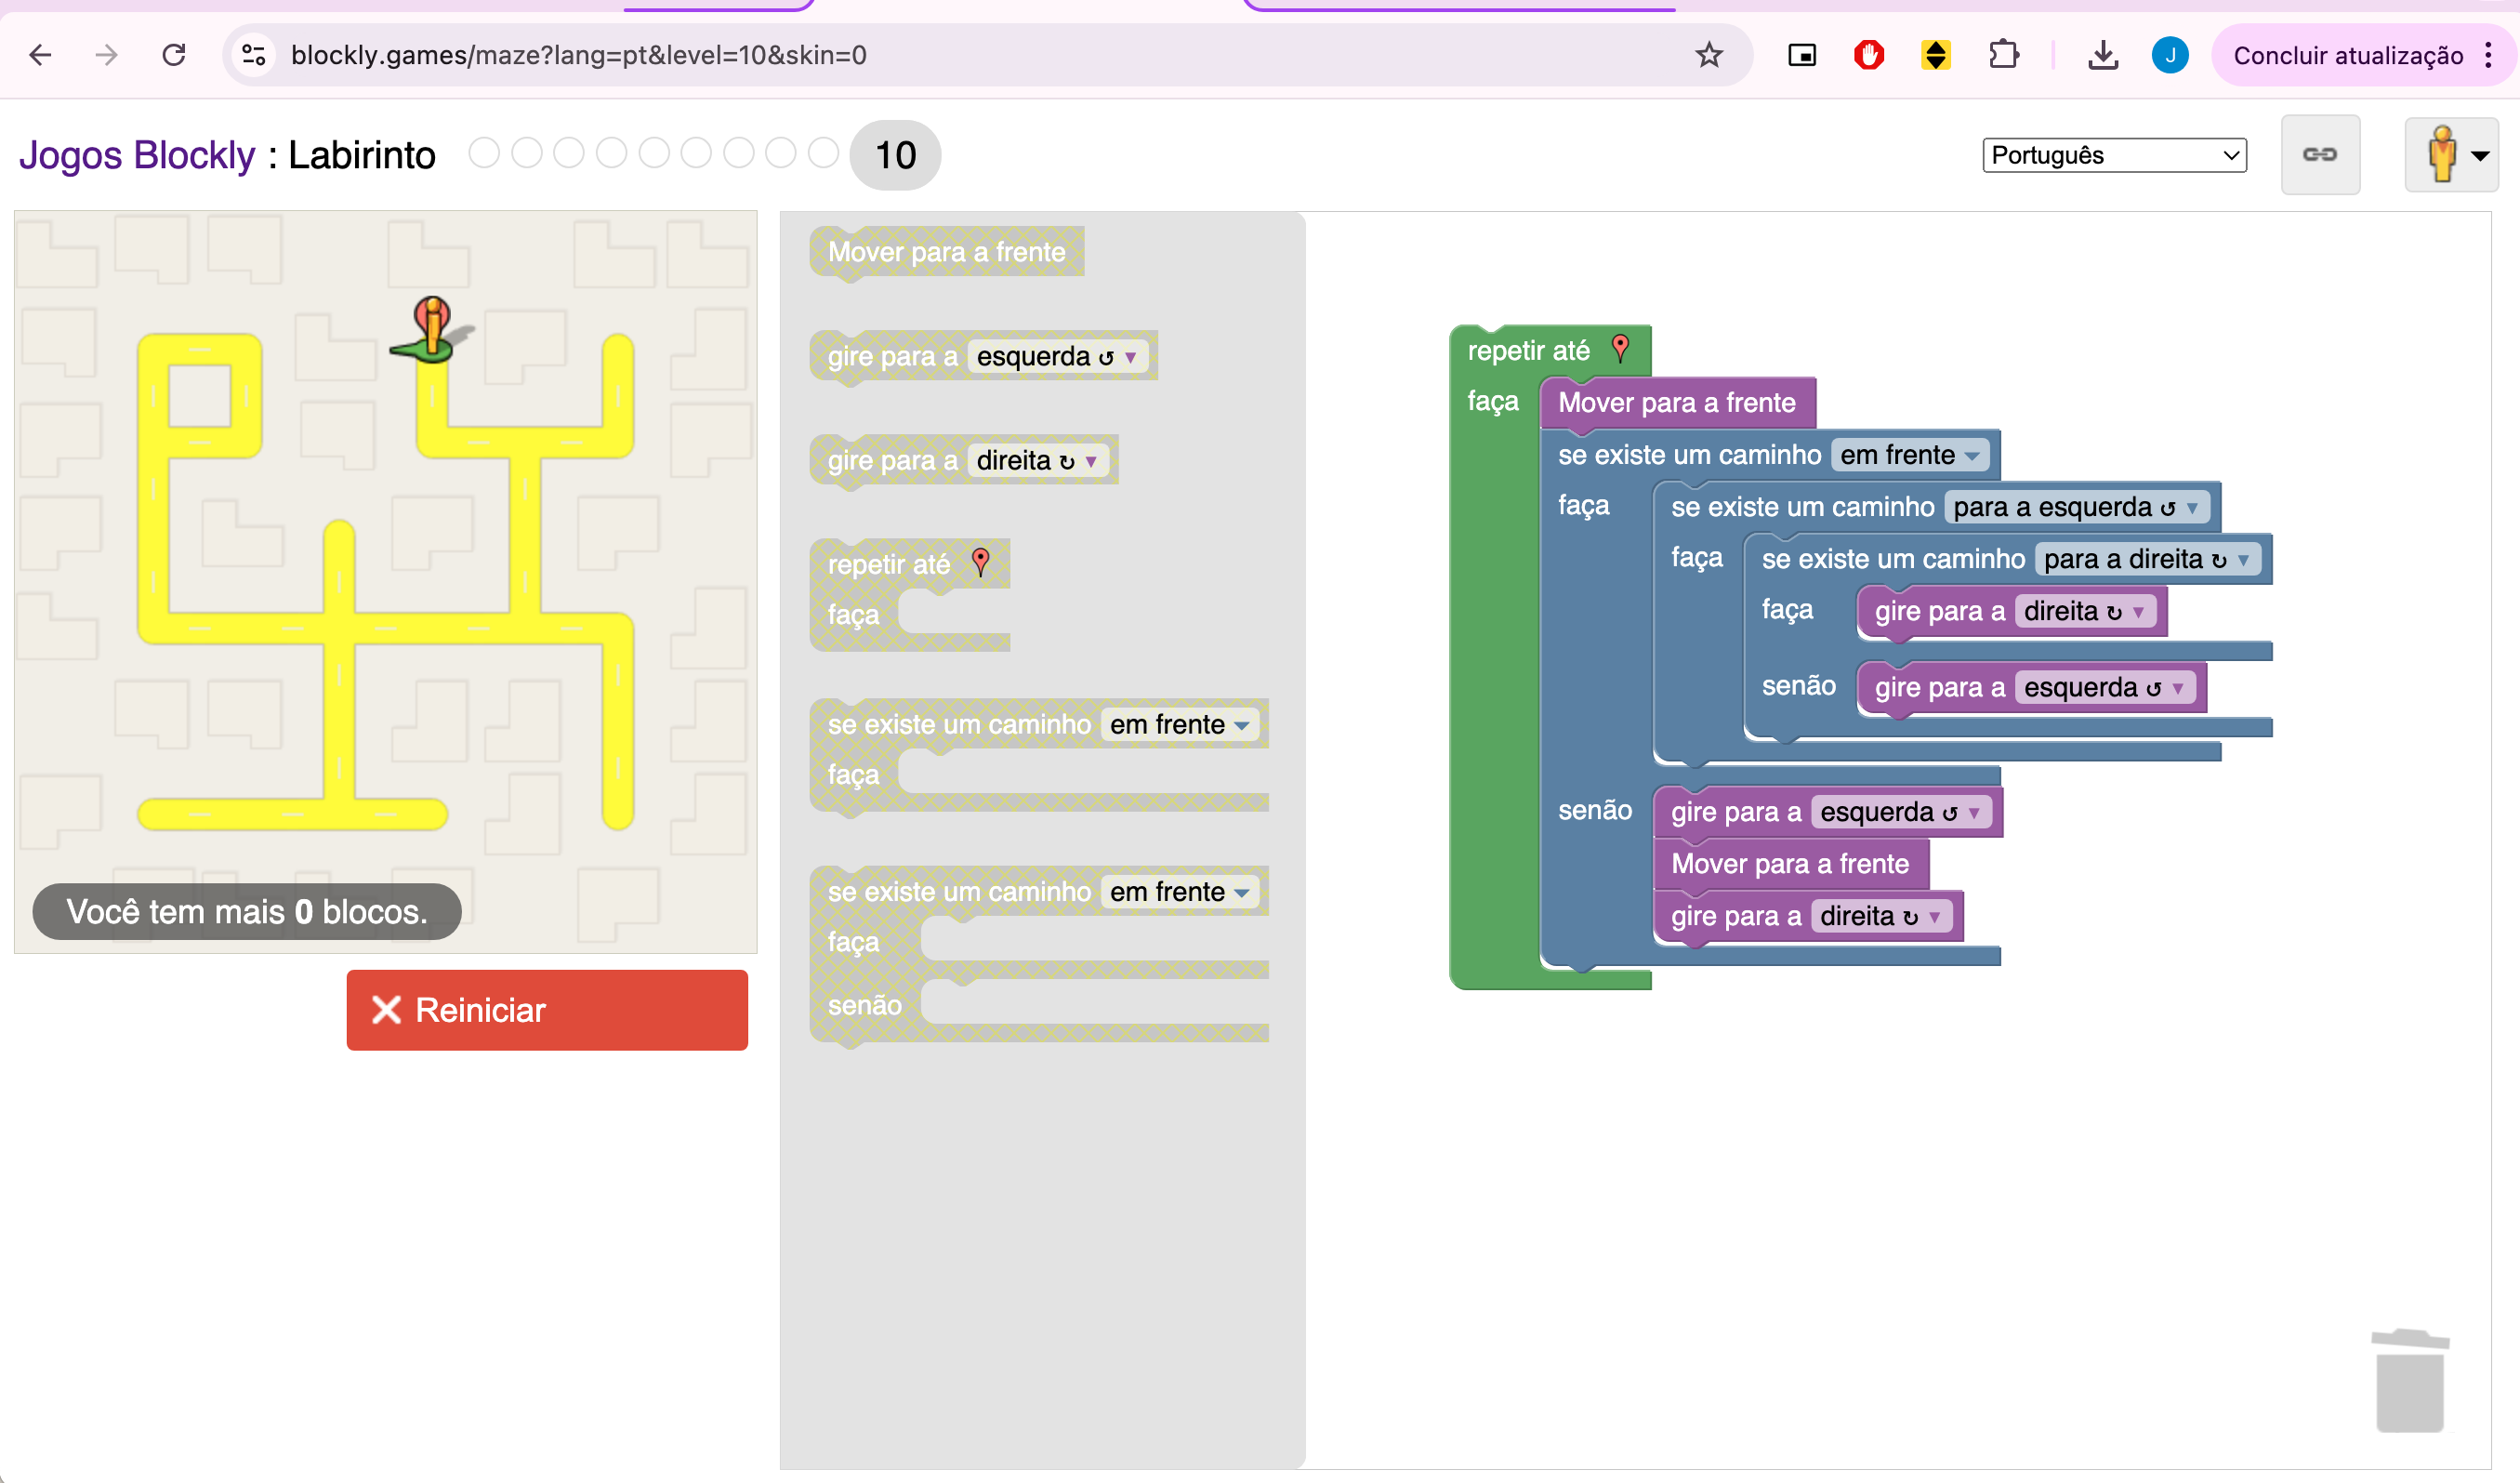 blockly.games/maze?lang=pt&level=10&skin=0
J
Concluir atualização
Jogos Blockly : Labirinto
10
Português
Mover para a frente
gire para a esquerda ↺ ▾
gire para a direita ↻ ▾
repetir até
faça
se existe um caminho em frente
faça
se existe um caminho em frente
faça
senão
Você tem mais 0 blocos.
Reiniciar
repetir até
faça
Mover para a frente
se existe um caminho em frente
faça
se existe um caminho para a esquerda ↺ ▾
faça
se existe um caminho para a direita ↻ ▾
faça
gire para a direita ↻ ▾
senão
gire para a esquerda ↺ ▾
senão
gire para a esquerda ↺ ▾
Mover para a frente
gire para a direita ↻ ▾